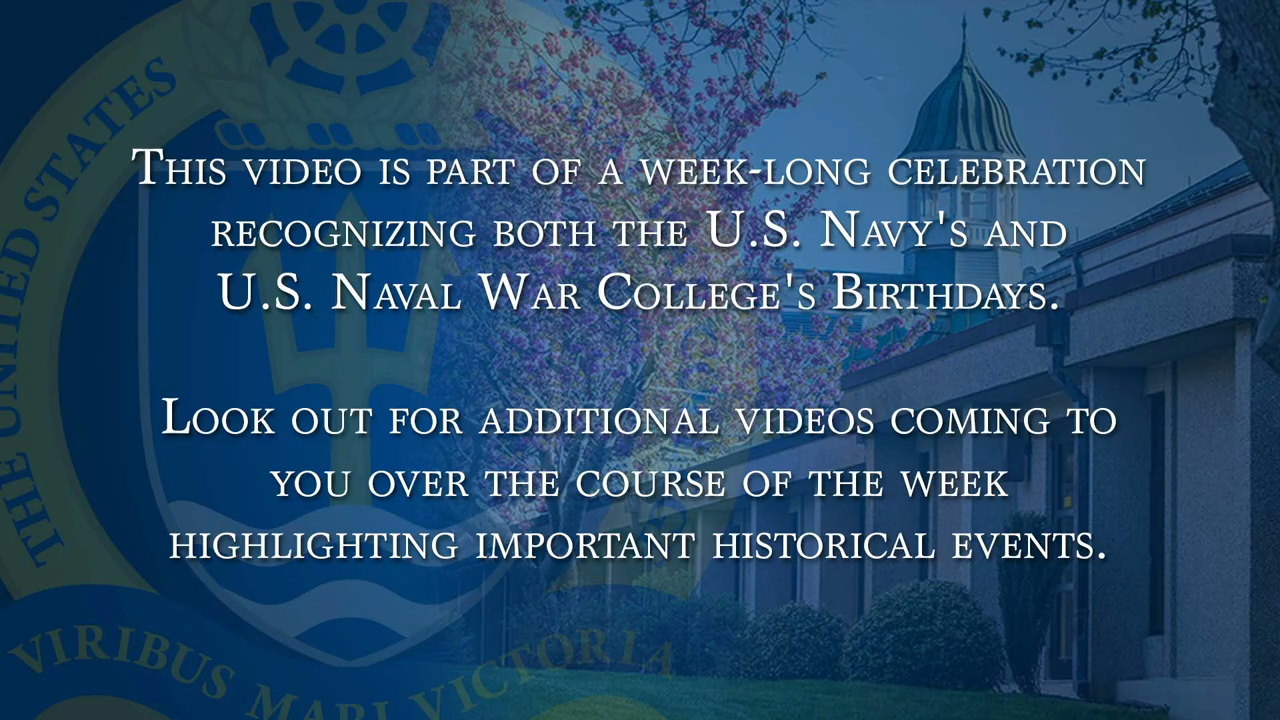 This video is part of a week-long celebration
recognizing both the U.S. Navy's and
U.S. Naval War College's Birthdays.
Look out for additional videos coming to
you over the course of the week
highlighting important historical events.
THE UNITED STATES
VIRIBUS MARI VICTORIA